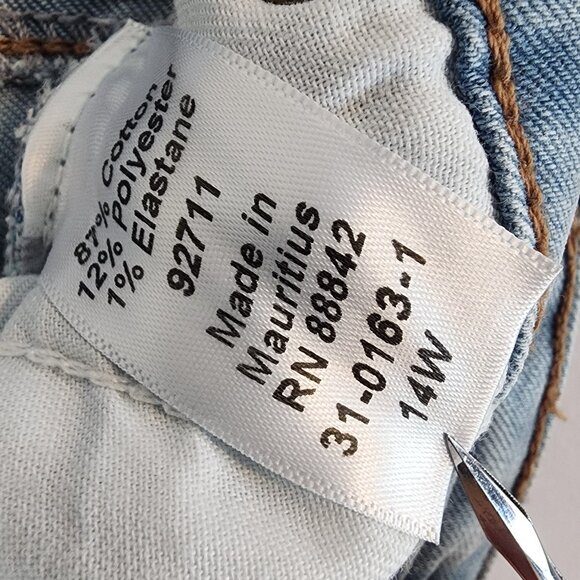 87% Cotton
12% Polyester
1% Elastane
92711
Made in
Mauritius
RN 88842
31-0163-1
14W